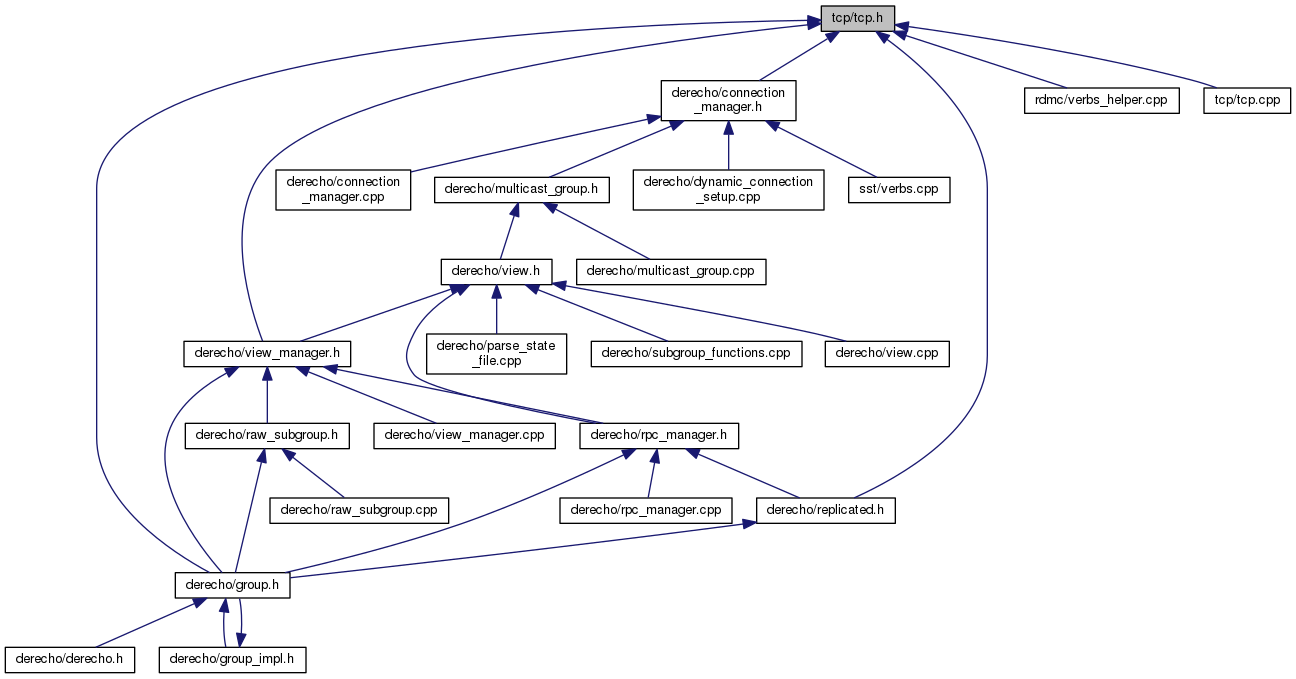 tcp/tcp.h
derecho/connection
_manager.h
rdmc/verbs_helper.cpp
tcp/tcp.cpp
derecho/connection
_manager.cpp
derecho/multicast_group.h
derecho/dynamic_connection
_setup.cpp
sst/verbs.cpp
derecho/view.h
derecho/multicast_group.cpp
derecho/view_manager.h
derecho/parse_state
_file.cpp
derecho/subgroup_functions.cpp
derecho/view.cpp
derecho/raw_subgroup.h
derecho/view_manager.cpp
derecho/rpc_manager.h
derecho/raw_subgroup.cpp
derecho/rpc_manager.cpp
derecho/replicated.h
derecho/group.h
derecho/derecho.h
derecho/group_impl.h